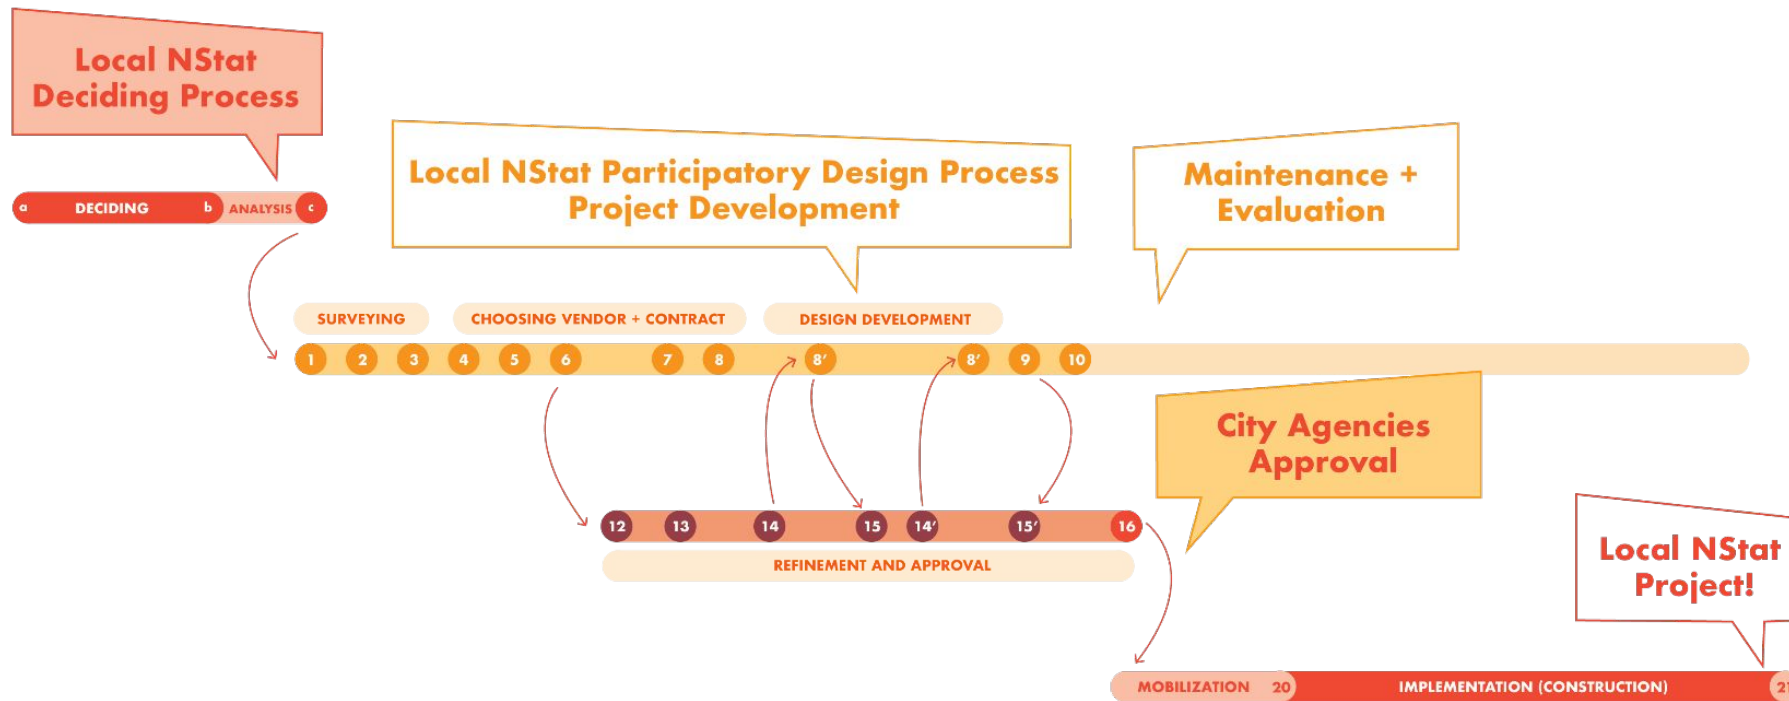 Local NStat
Deciding Process
a DECIDING b ANALYSIS c
Local NStat Participatory Design Process
Project Development
Maintenance +
Evaluation
SURVEYING CHOOSING VENDOR + CONTRACT DESIGN DEVELOPMENT
1 2 3 4 5 6 7 8 8′ 8′ 9 10
City Agencies
Approval
12 13 14 15 14′ 15′ 16
REFINEMENT AND APPROVAL
Local NStat
Project!
MOBILIZATION 20 IMPLEMENTATION (CONSTRUCTION) 21